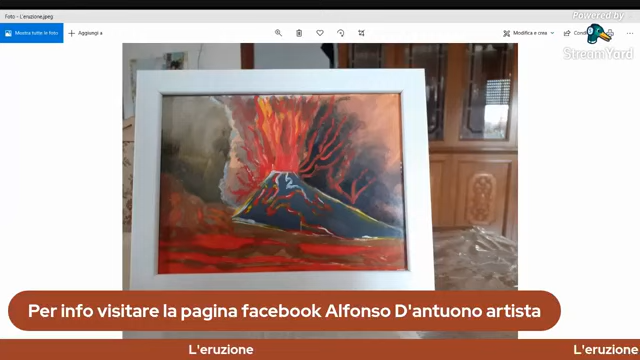 Foto - L'eruzione.jpeg
Powered by
Mostra tutte le foto
Aggiungi a
Modifica e crea
StreamYard
Per info visitare la pagina facebook Alfonso D'antuono artista
L'eruzione
L'eruzione